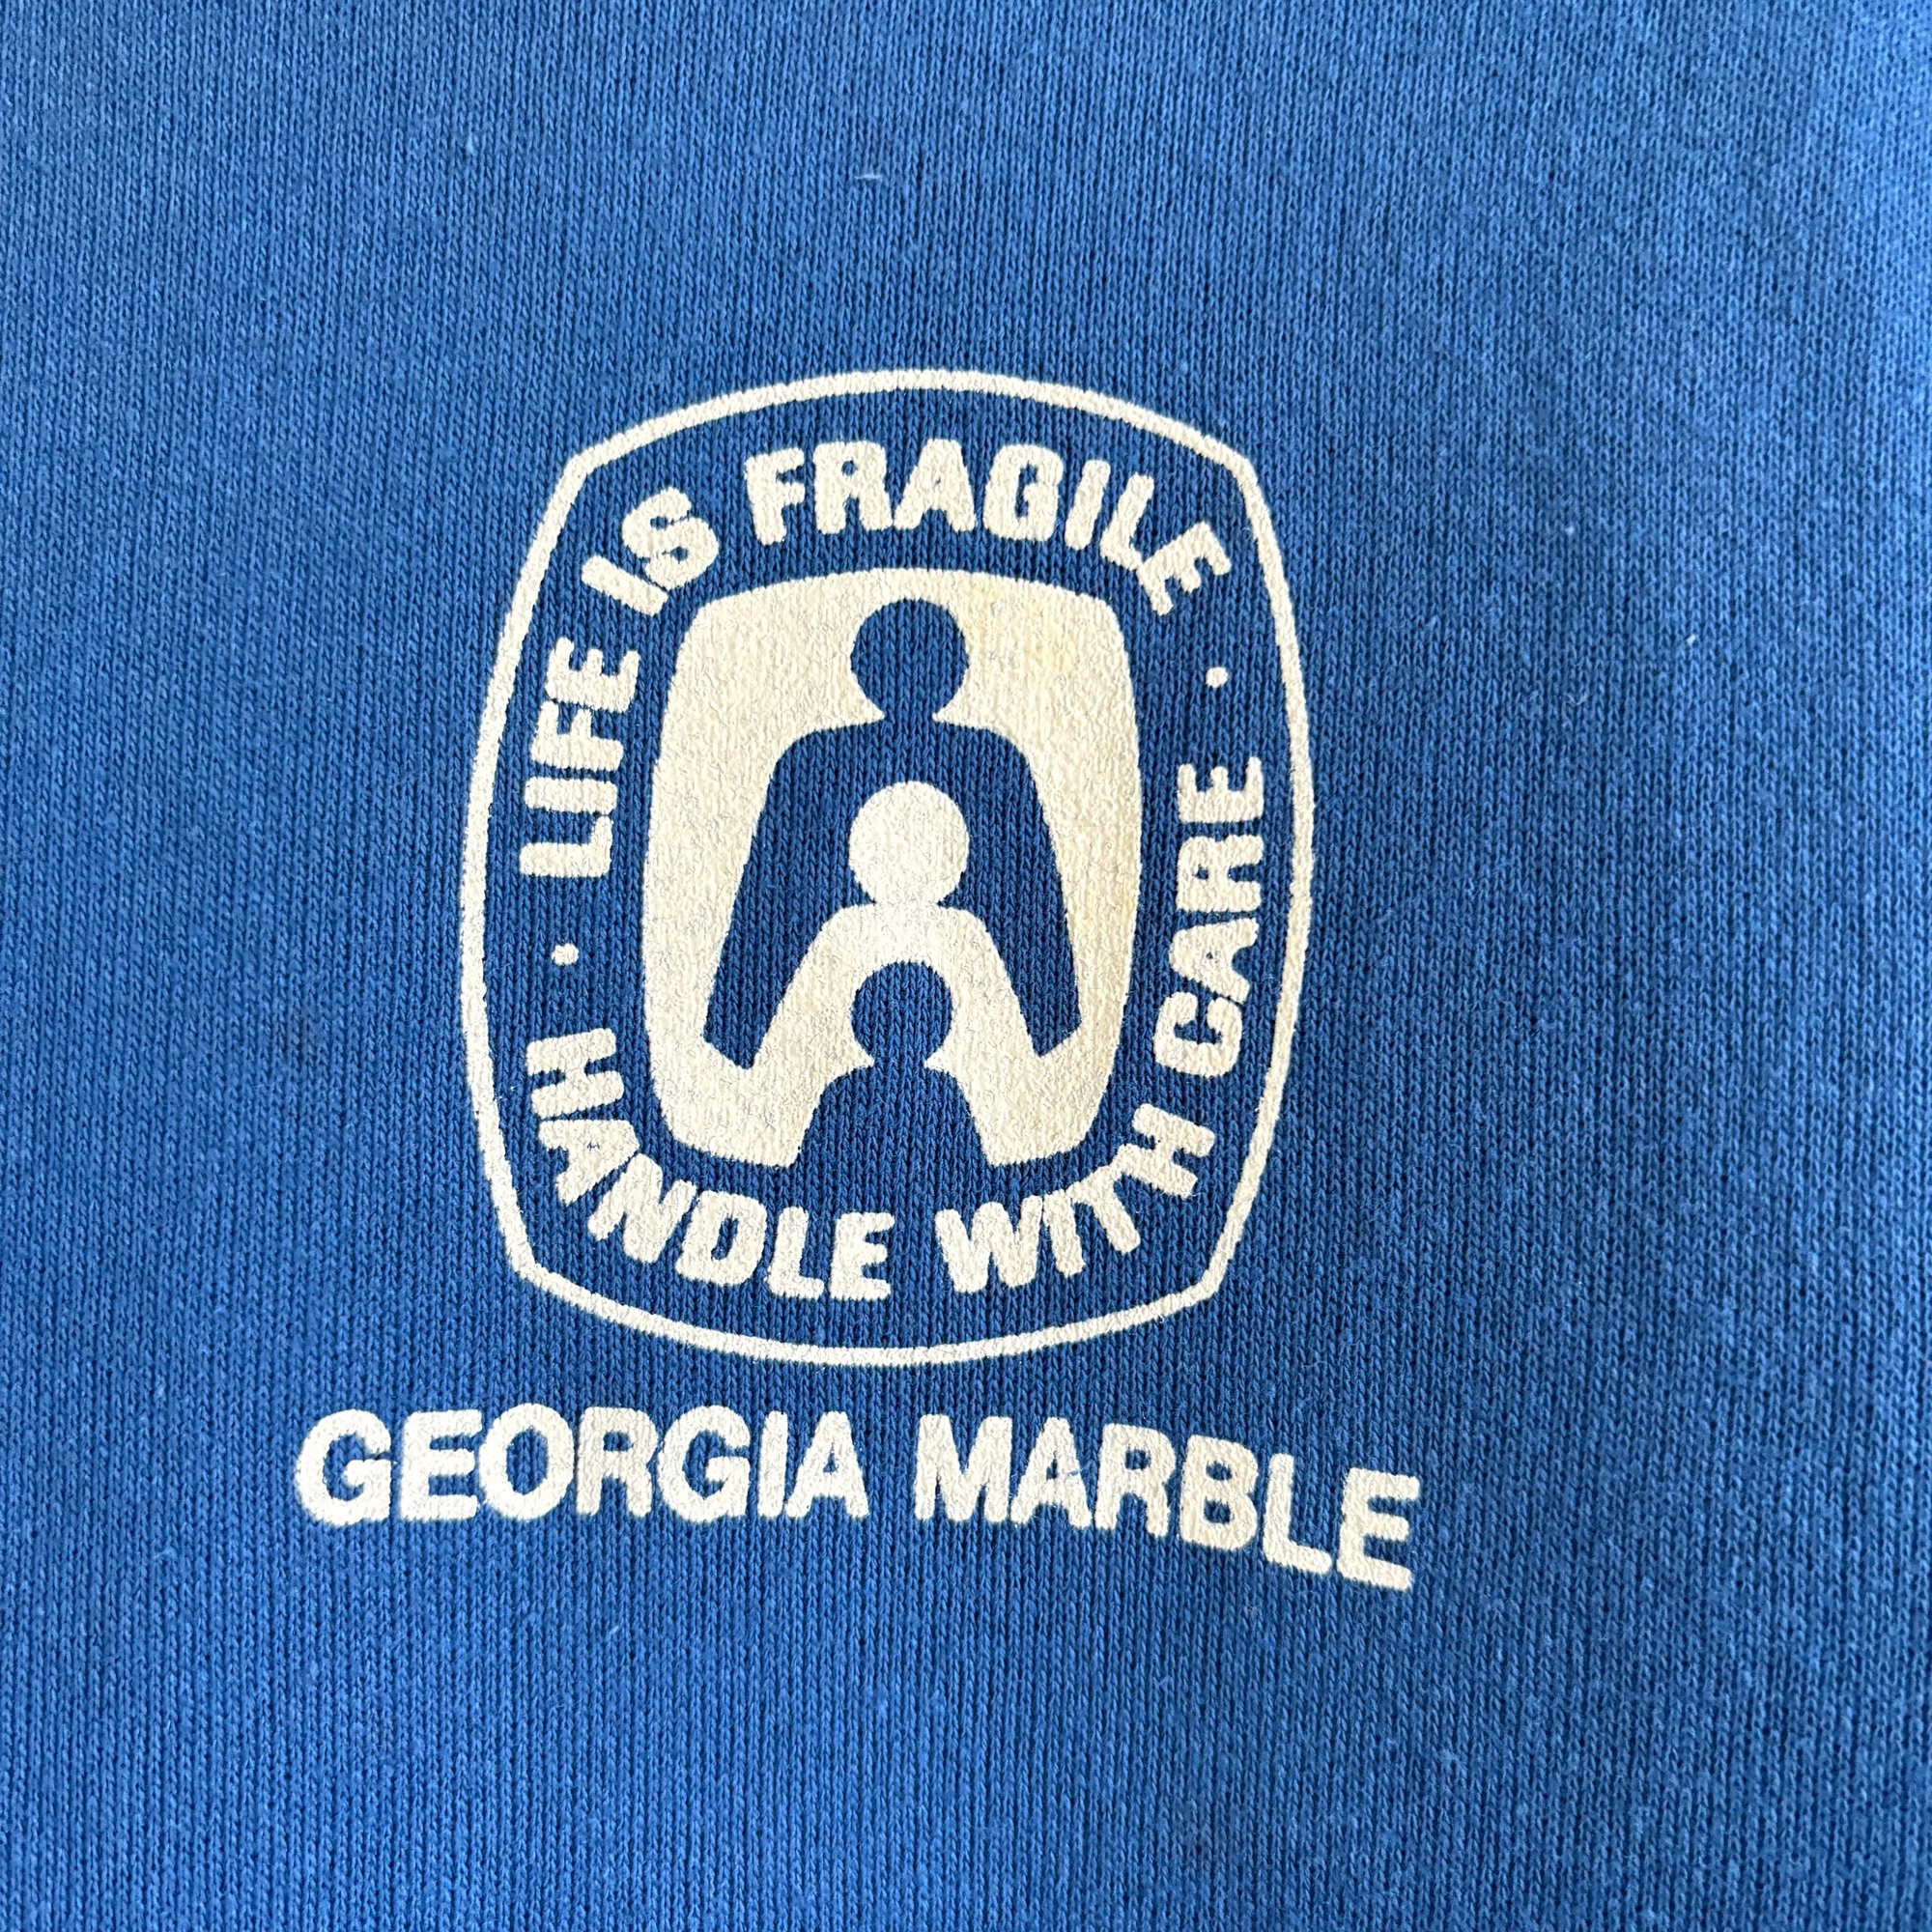 · LIFE IS FRAGILE ·
HANDLE WITH CARE
GEORGIA MARBLE